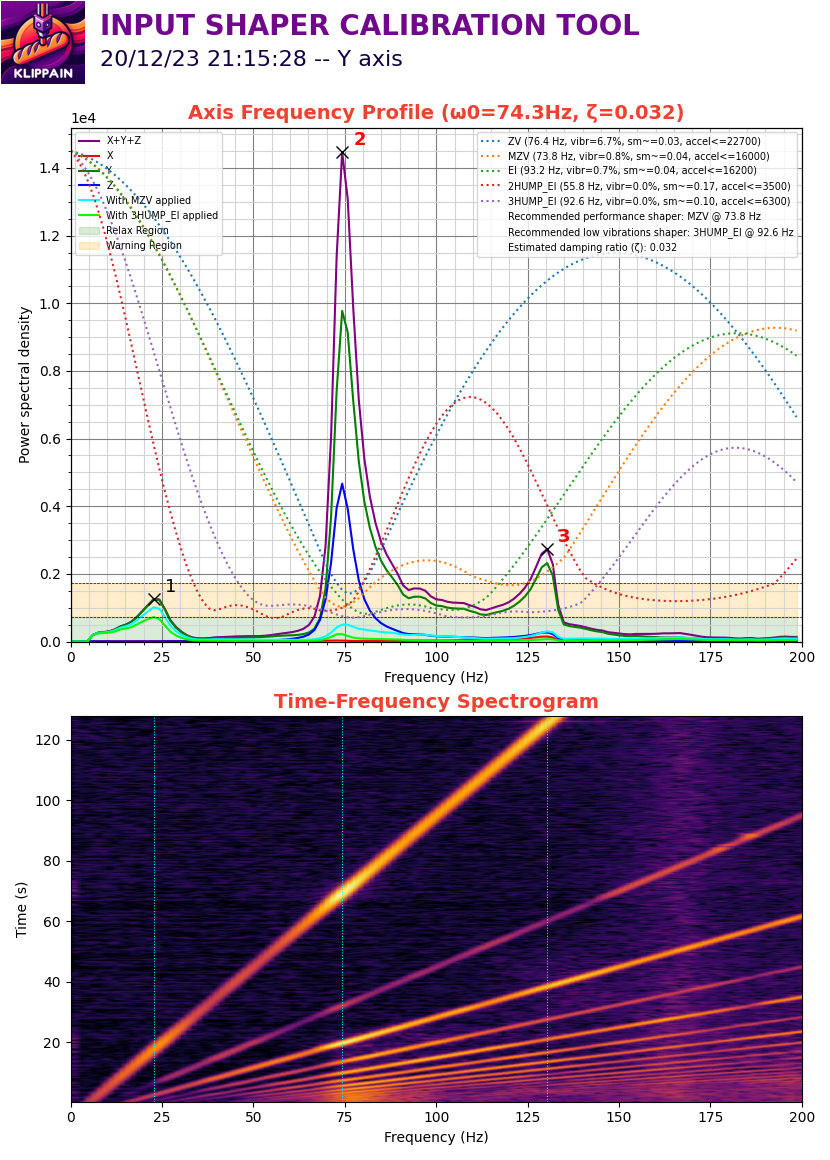 KLIPPAIN
INPUT SHAPER CALIBRATION TOOL
20/12/23 21:15:28 -- Y axis
Axis Frequency Profile (ω0=74.3Hz, ζ=0.032)
1e4
X+Y+Z
X
Y
Z
With MZV applied
With 3HUMP_EI applied
Relax Region
Warning Region
ZV (76.4 Hz, vibr=6.7%, sm~=0.03, accel<=22700)
MZV (73.8 Hz, vibr=0.8%, sm~=0.04, accel<=16000)
EI (93.2 Hz, vibr=0.7%, sm~=0.04, accel<=16200)
2HUMP_EI (55.8 Hz, vibr=0.0%, sm~=0.17, accel<=3500)
3HUMP_EI (92.6 Hz, vibr=0.0%, sm~=0.10, accel<=6300)
Recommended performance shaper: MZV @ 73.8 Hz
Recommended low vibrations shaper: 3HUMP_EI @ 92.6 Hz
Estimated damping ratio (ζ): 0.032
2
3
1
Power spectral density
1.4
1.2
1.0
0.8
0.6
0.4
0.2
0.0
0 25 50 75 100 125 150 175 200
Frequency (Hz)
Time-Frequency Spectrogram
Time (s)
120
100
80
60
40
20
0 25 50 75 100 125 150 175 200
Frequency (Hz)